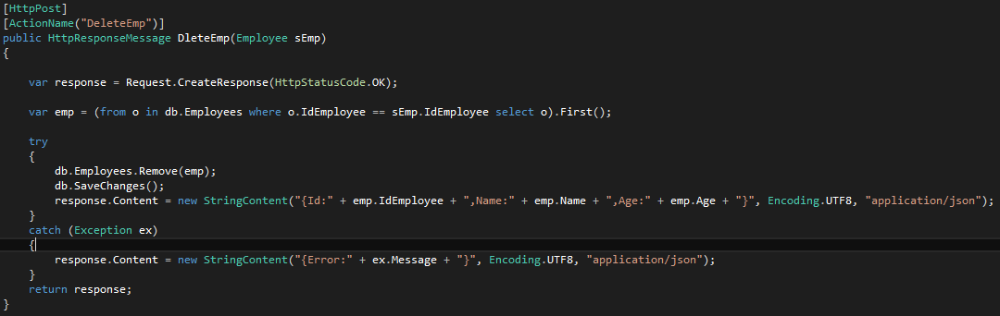 [HttpPost]
[ActionName("DeleteEmp")]
public HttpResponseMessage DleteEmp(Employee sEmp)
{
var response = Request.CreateResponse(HttpStatusCode.OK);
var emp = (from o in db.Employees where o.IdEmployee == sEmp.IdEmployee select o).First();
try
{
db.Employees.Remove(emp);
db.SaveChanges();
response.Content = new StringContent("{Id:" + emp.IdEmployee + ",Name:" + emp.Name + ",Age:" + emp.Age + "}", Encoding.UTF8, "application/json");
}
catch (Exception ex)
{
response.Content = new StringContent("{Error:" + ex.Message + "}", Encoding.UTF8, "application/json");
}
return response;
}